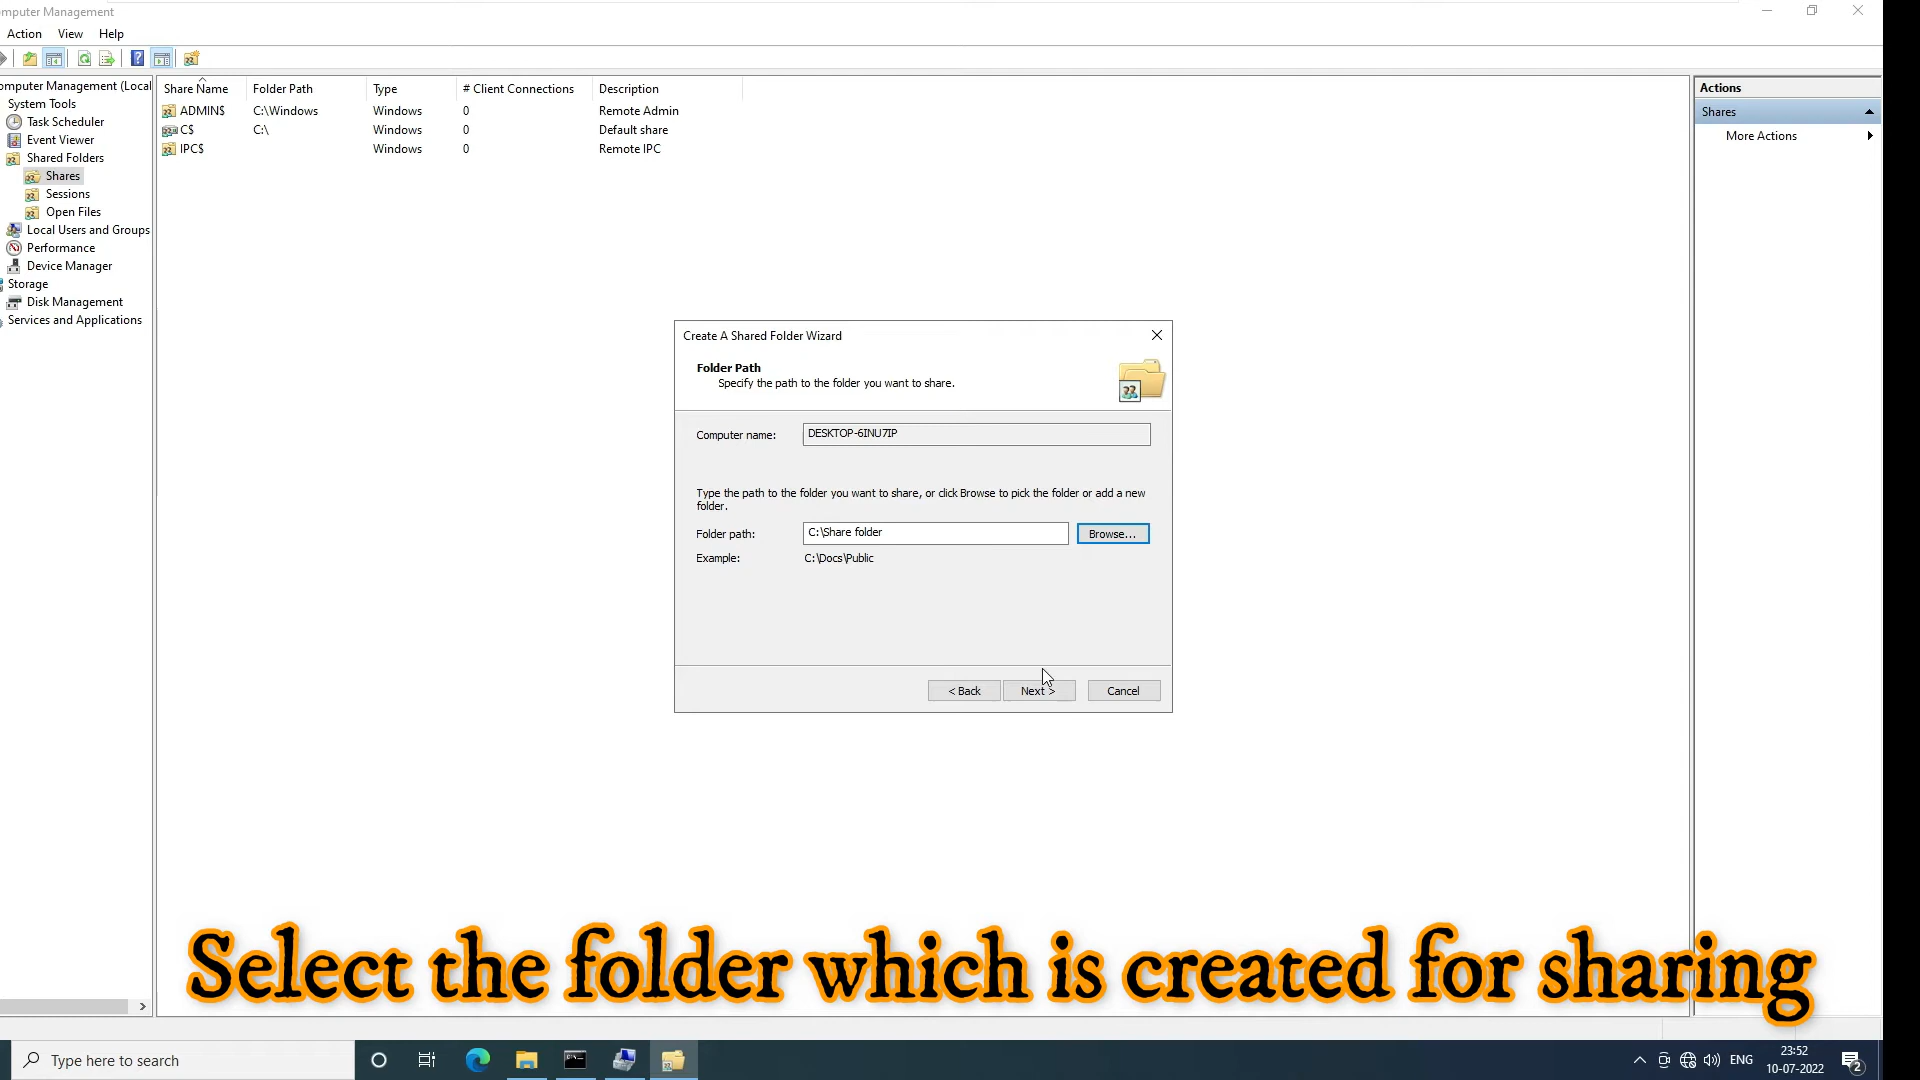 omputer Management
Action View Help
omputer Management (Local
System Tools
Task Scheduler
Event Viewer
Shared Folders
Shares
Sessions
Open Files
Local Users and Groups
Performance
Device Manager
Storage
Disk Management
Services and Applications
Share Name Folder Path Type # Client Connections Description
ADMIN$ C:\Windows Windows 0 Remote Admin
C$ C:\ Windows 0 Default share
IPC$ Windows 0 Remote IPC
Actions
Shares
More Actions
Create A Shared Folder Wizard
Folder Path
Specify the path to the folder you want to share.
Computer name: DESKTOP-6INU7IP
Type the path to the folder you want to share, or click Browse to pick the folder or add a new
folder.
Folder path: C:\Share folder Browse...
Example: C:\Docs\Public
< Back Next > Cancel
Select the folder which is created for sharing
Type here to search
ENG
23:52
10-07-2022
2